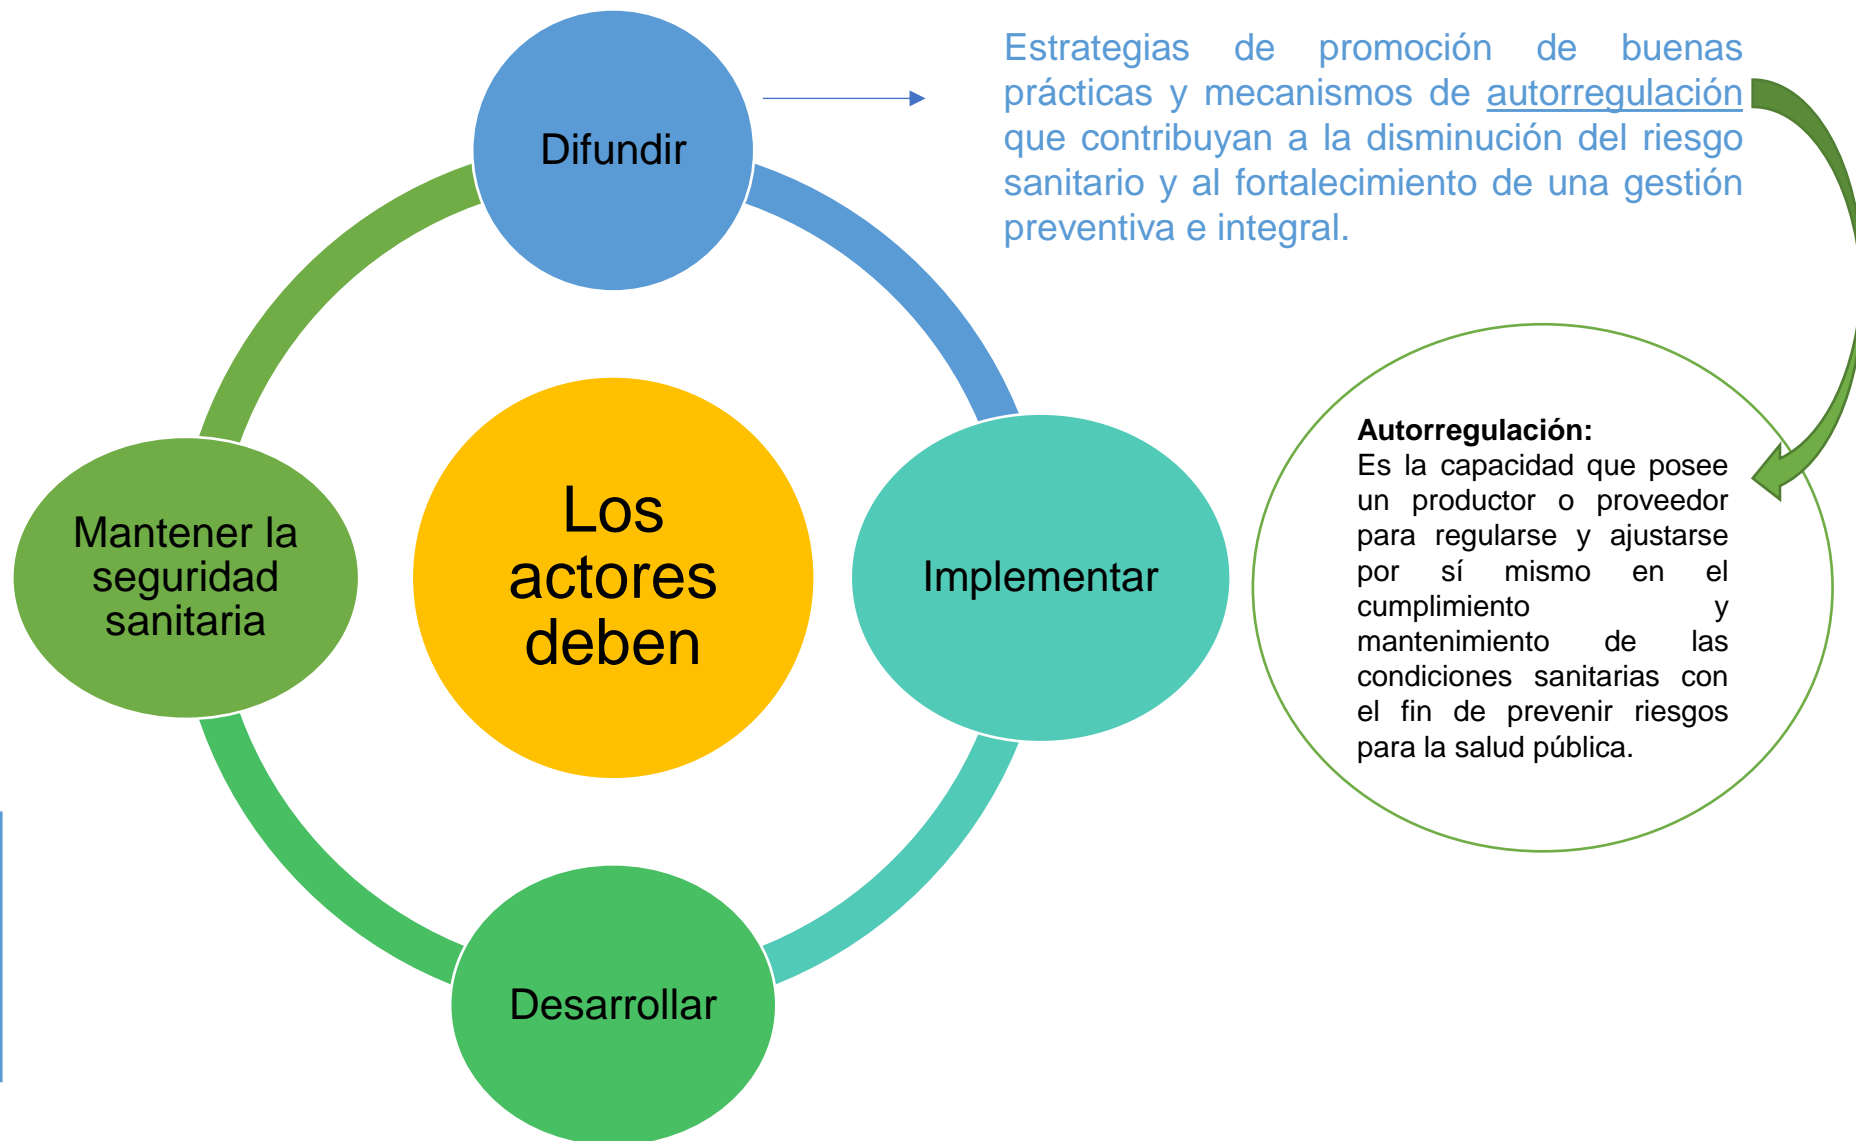 Difundir
Estrategias de promoción de buenas
prácticas y mecanismos de autorregulación
que contribuyan a la disminución del riesgo
sanitario y al fortalecimiento de una gestión
preventiva e integral.
Mantener la
seguridad
sanitaria
Los
actores
deben
Implementar
Autorregulación:
Es la capacidad que posee
un productor o proveedor
para regularse y ajustarse
por sí mismo en el
cumplimiento y
mantenimiento de las
condiciones sanitarias con
el fin de prevenir riesgos
para la salud pública.
Desarrollar